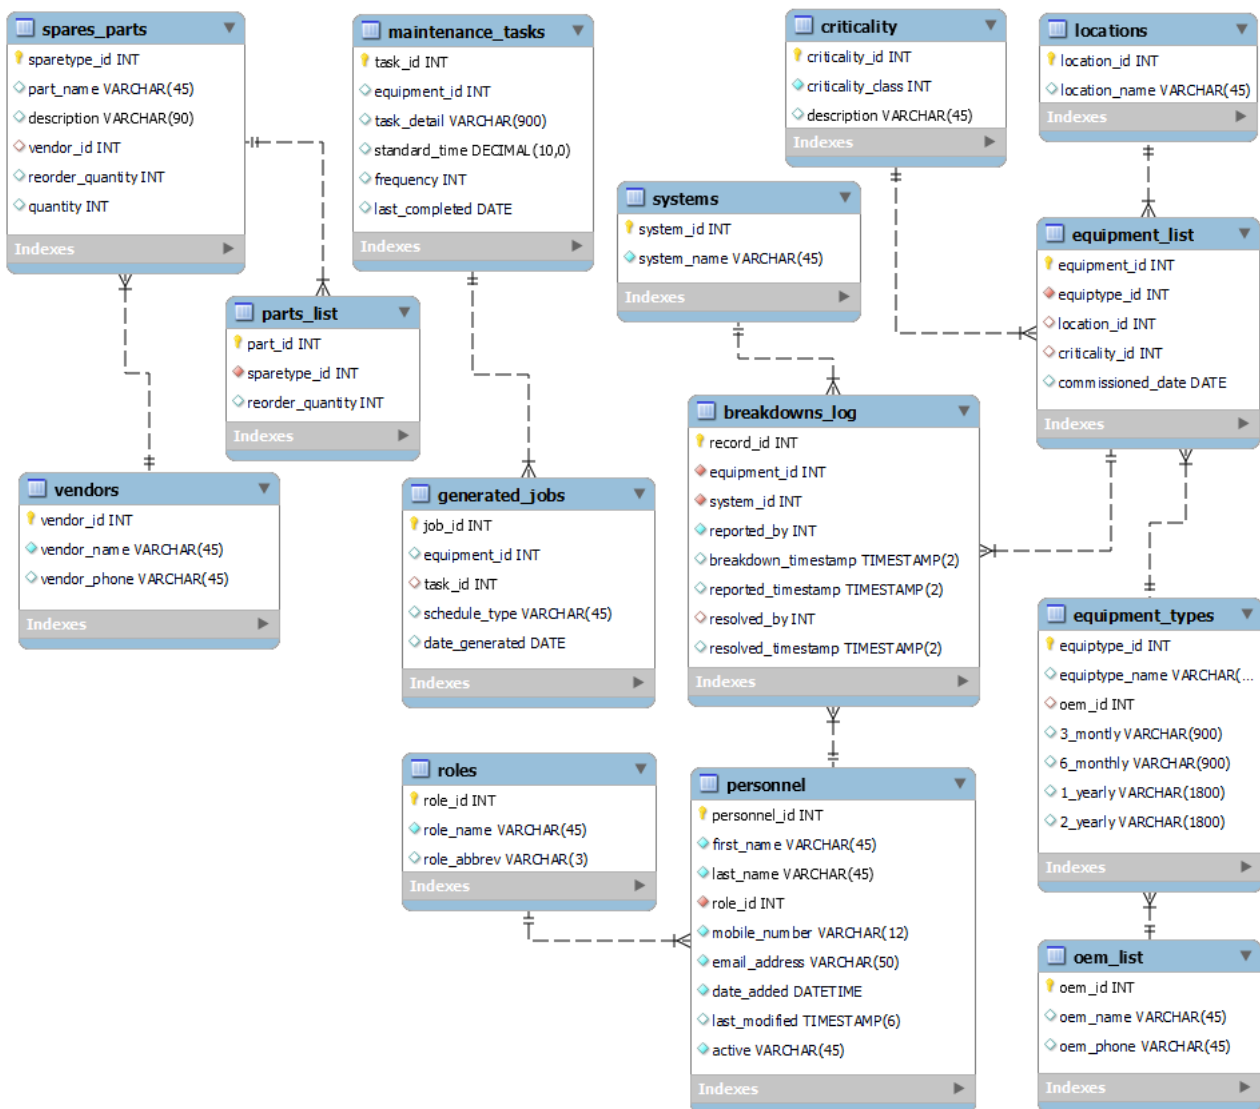 spares_parts
sparetype_id INT
part_name VARCHAR(45)
description VARCHAR(90)
vendor_id INT
reorder_quantity INT
quantity INT
Indexes
maintenance_tasks
task_id INT
equipment_id INT
task_detail VARCHAR(900)
standard_time DECIMAL(10,0)
frequency INT
last_completed DATE
Indexes
criticality
criticality_id INT
criticality_class INT
description VARCHAR(45)
Indexes
locations
location_id INT
location_name VARCHAR(45)
Indexes
systems
system_id INT
system_name VARCHAR(45)
Indexes
equipment_list
equipment_id INT
equiptype_id INT
location_id INT
criticality_id INT
commissioned_date DATE
Indexes
parts_list
part_id INT
sparetype_id INT
reorder_quantity INT
Indexes
breakdowns_log
record_id INT
equipment_id INT
system_id INT
reported_by INT
breakdown_timestamp TIMESTAMP(2)
reported_timestamp TIMESTAMP(2)
resolved_by INT
resolved_timestamp TIMESTAMP(2)
Indexes
vendors
vendor_id INT
vendor_name VARCHAR(45)
vendor_phone VARCHAR(45)
Indexes
generated_jobs
job_id INT
equipment_id INT
task_id INT
schedule_type VARCHAR(45)
date_generated DATE
Indexes
equipment_types
equiptype_id INT
equiptype_name VARCHAR(...
oem_id INT
3_montly VARCHAR(900)
6_monthly VARCHAR(900)
1_yearly VARCHAR(1800)
2_yearly VARCHAR(1800)
Indexes
roles
role_id INT
role_name VARCHAR(45)
role_abbrev VARCHAR(3)
Indexes
personnel
personnel_id INT
first_name VARCHAR(45)
last_name VARCHAR(45)
role_id INT
mobile_number VARCHAR(12)
email_address VARCHAR(50)
date_added DATETIME
last_modified TIMESTAMP(6)
active VARCHAR(45)
Indexes
oem_list
oem_id INT
oem_name VARCHAR(45)
oem_phone VARCHAR(45)
Indexes